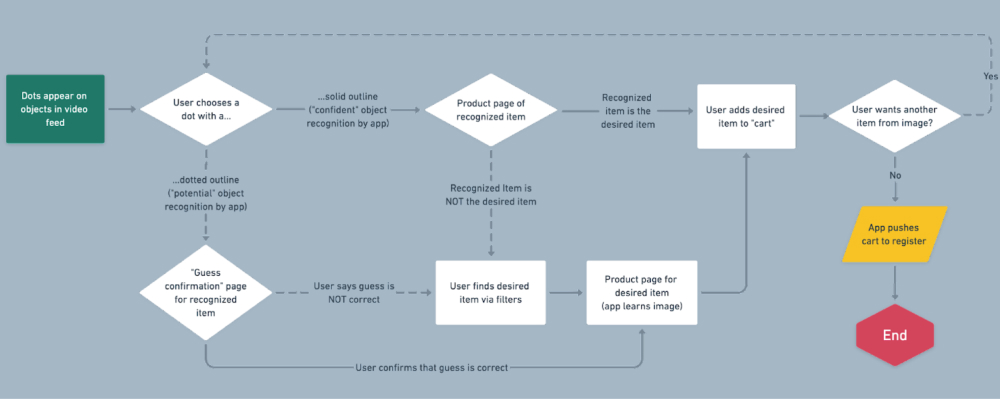 Yes
Dots appear on
objects in video
feed
User chooses a
dot with a...
...solid outline
("confident" object
recognition by app)
Product page of
recognized item
Recognized
item is the
desired item
User adds desired
item to "cart"
User wants another
item from image?
...dotted outline
("potential" object
recognition by app)
Recognized Item is
NOT the desired item
No
App pushes
cart to register
"Guess
confirmation" page
for recognized
item
User says guess is
NOT correct
User finds desired
item via filters
Product page for
desired item
(app learns image)
End
User confirms that guess is correct